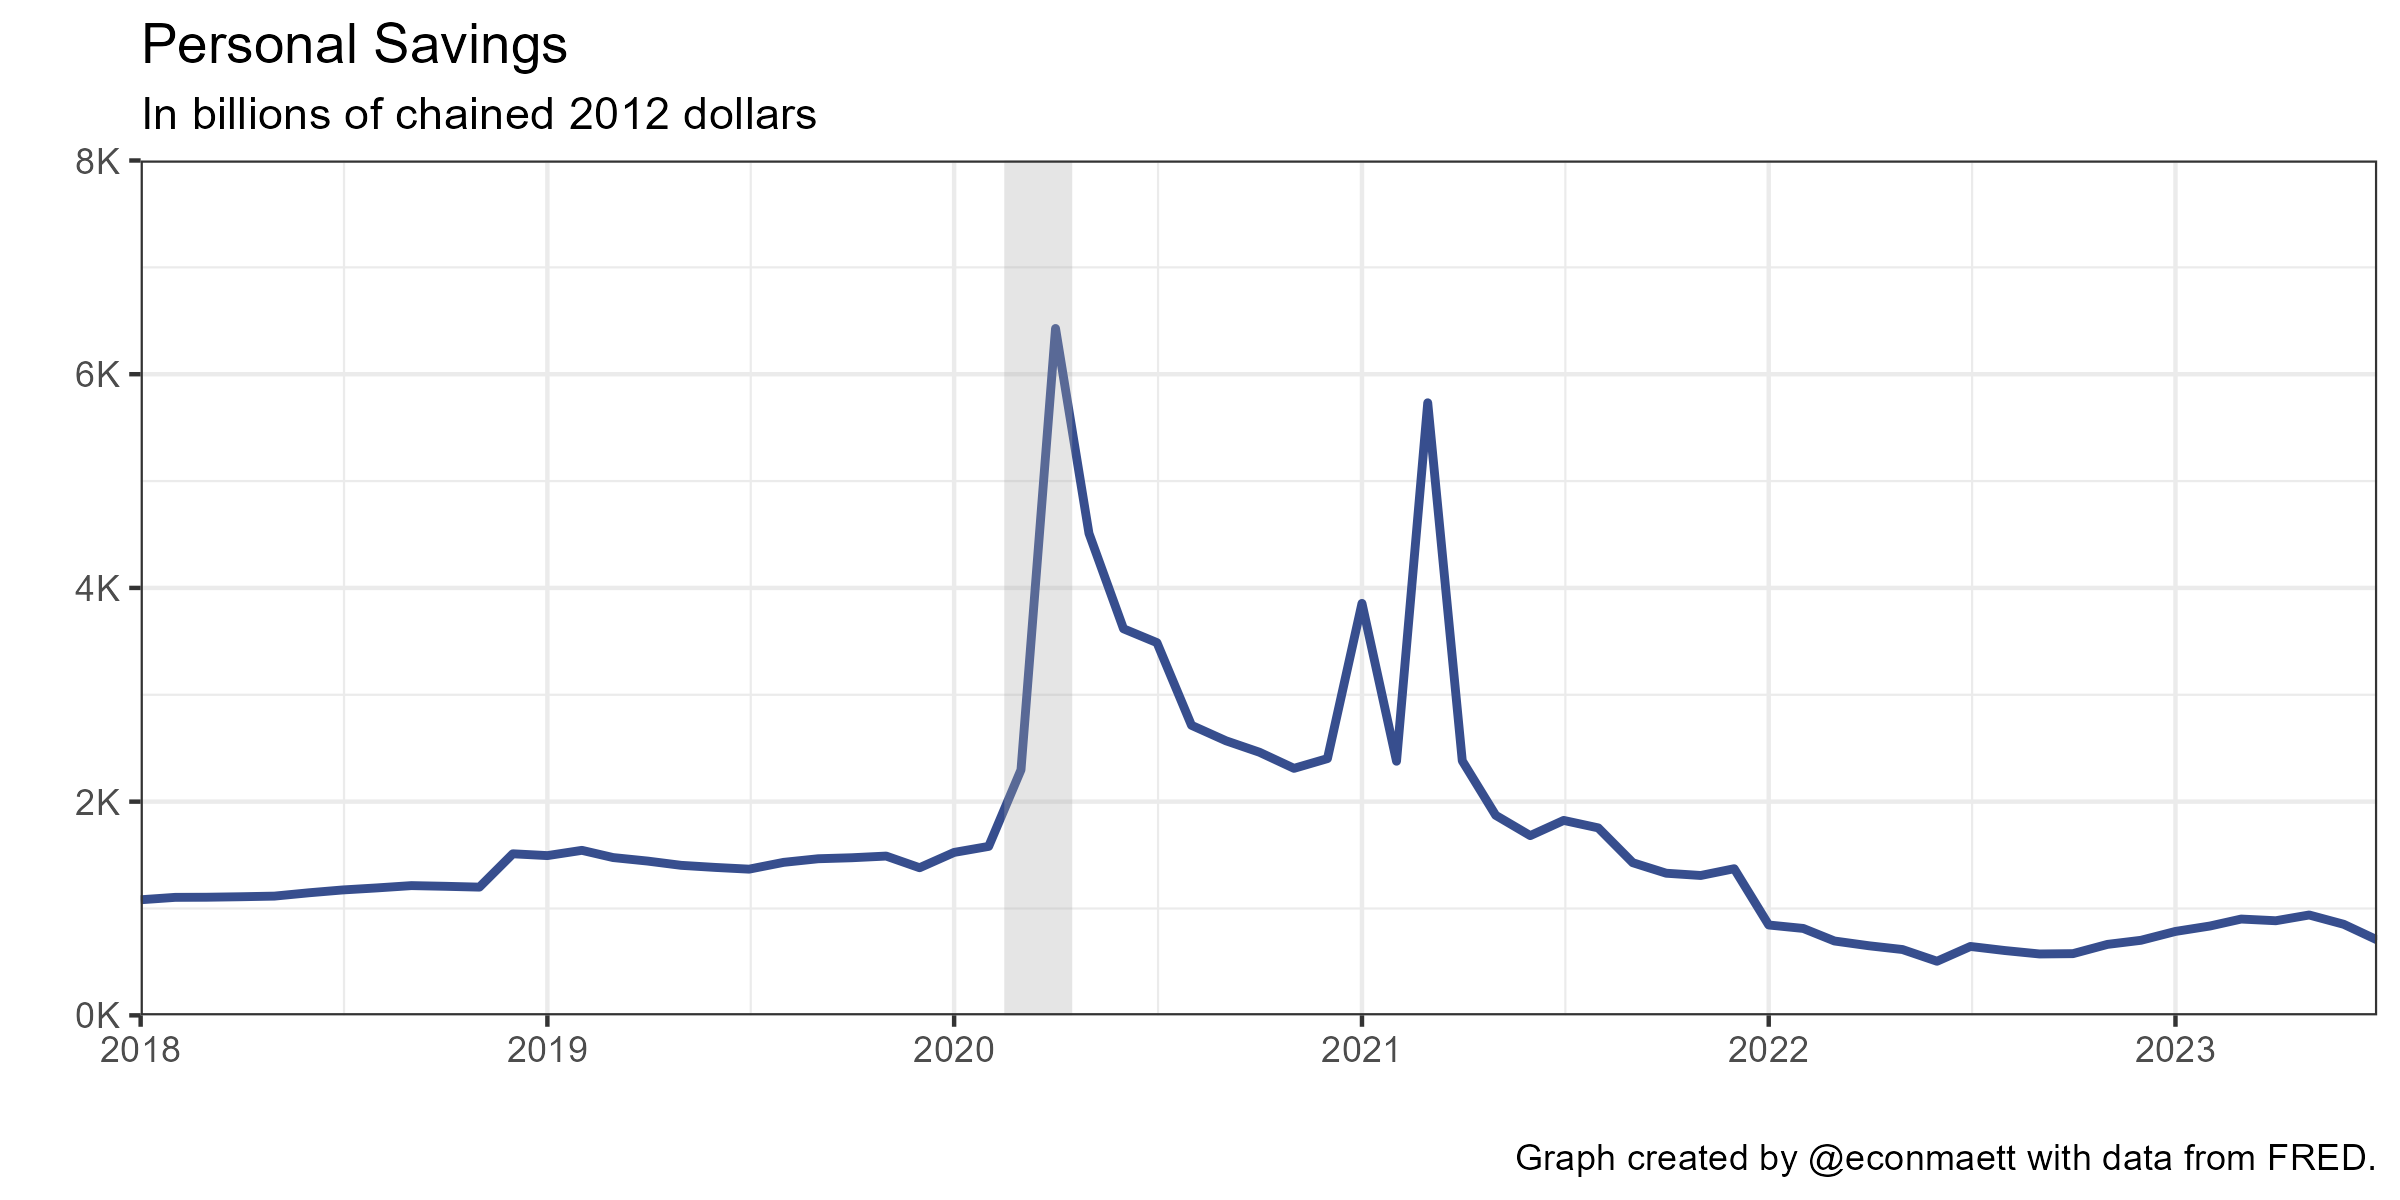 Personal Savings
In billions of chained 2012 dollars
8K
6K
4K
2K
0K
2018 2019 2020 2021 2022 2023
Graph created by @econmaett with data from FRED.